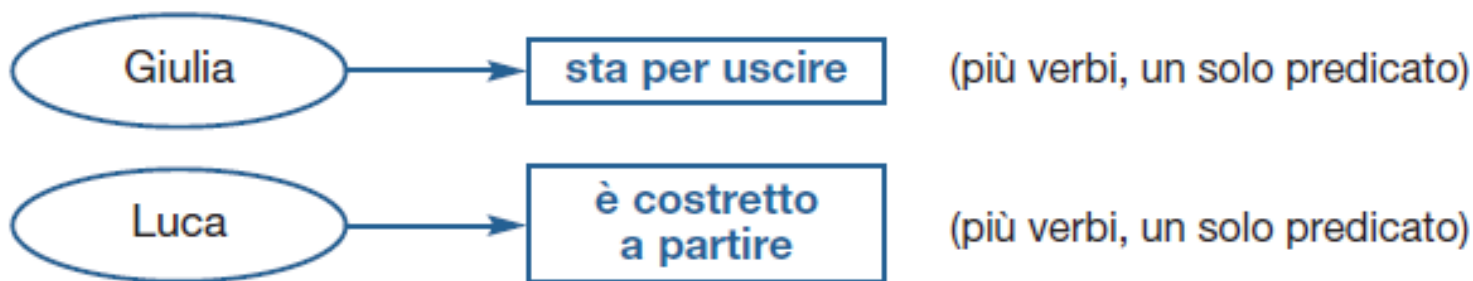 Giulia sta per uscire (più verbi, un solo predicato)
Luca è costretto
a partire (più verbi, un solo predicato)